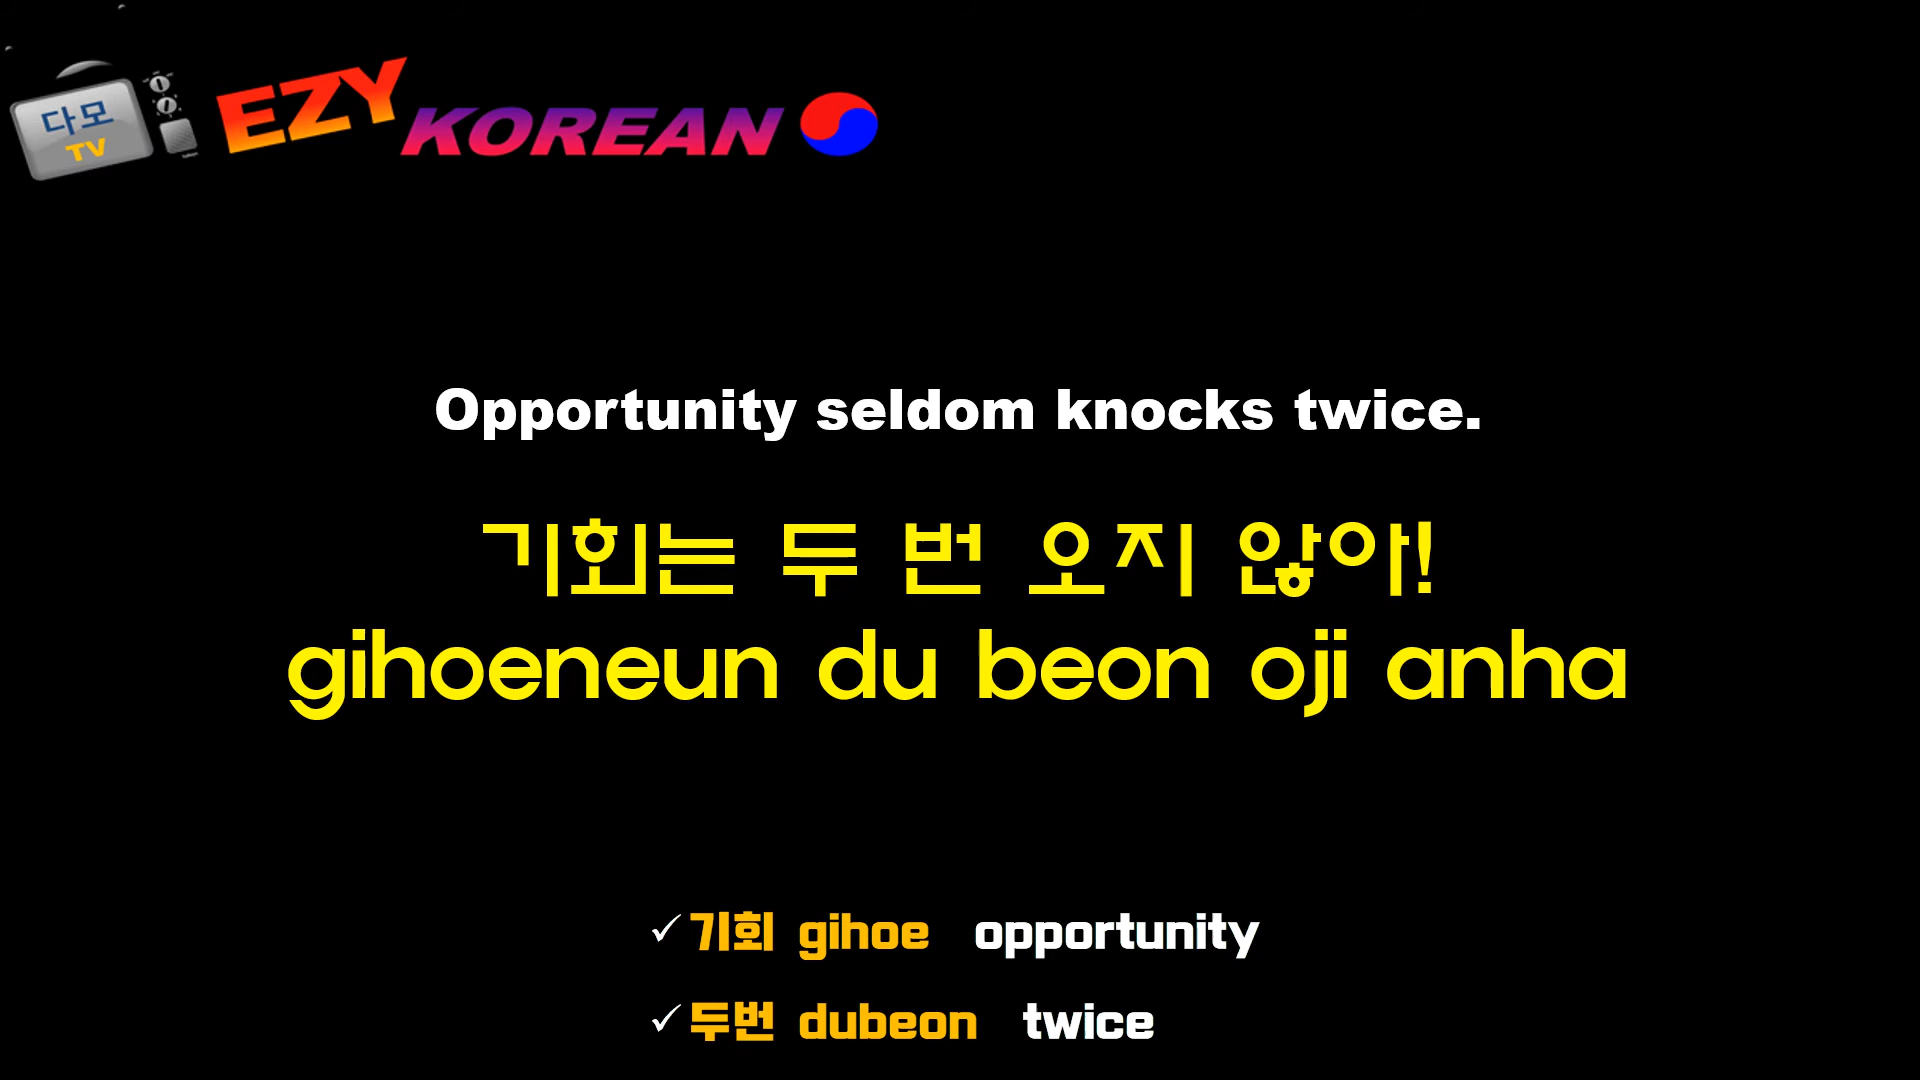 다모
TV
EZY KOREAN
Opportunity seldom knocks twice.
기회는 두 번 오지 않아!
gihoeneun du beon oji anha
✓ 기회 gihoe opportunity
✓ 두번 dubeon twice